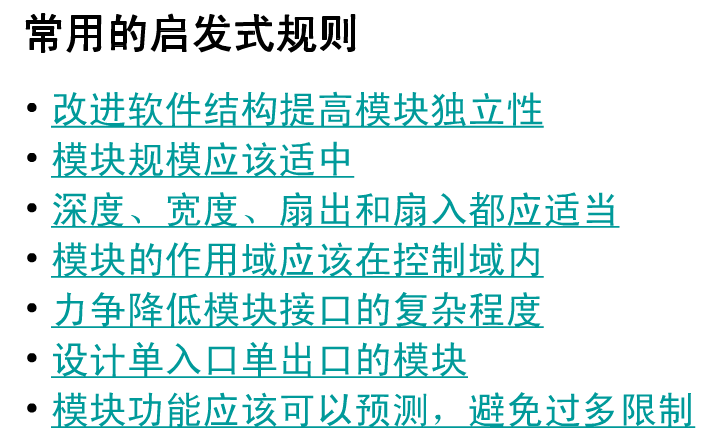 常用的启发式规则
• 改进软件结构提高模块独立性
• 模块规模应该适中
• 深度、宽度、扇出和扇入都应适当
• 模块的作用域应该在控制域内
• 力争降低模块接口的复杂程度
• 设计单入口单出口的模块
• 模块功能应该可以预测，避免过多限制